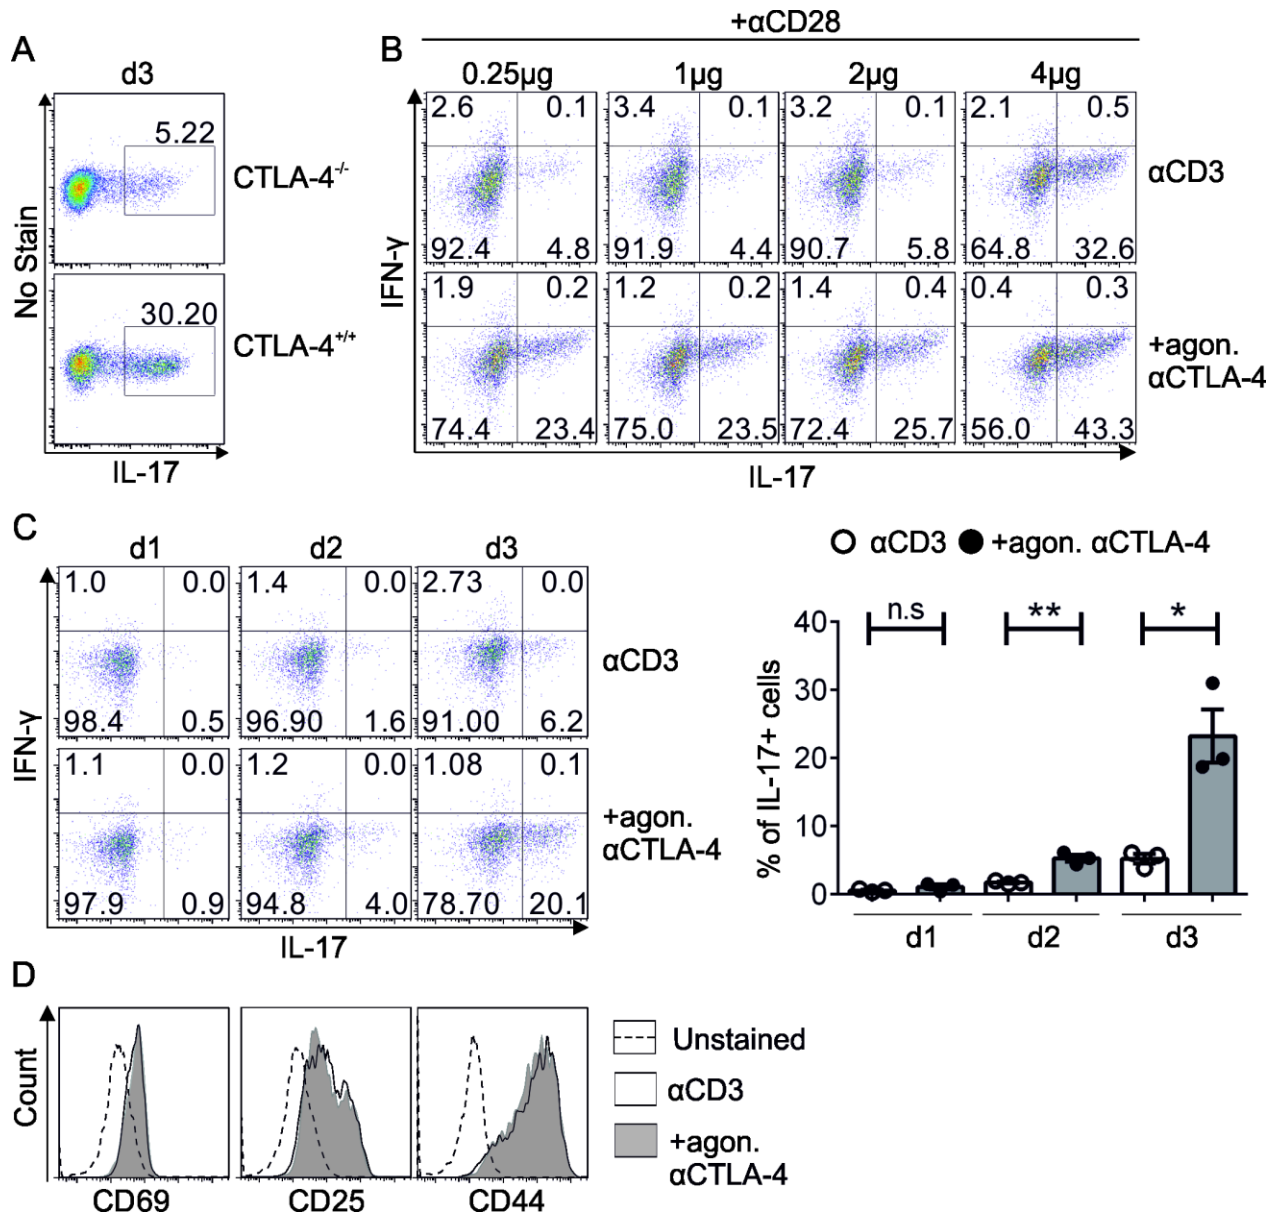 A
d3
5.22
CTLA-4-/-
30.20
CTLA-4+/+
No Stain
IL-17
B
+αCD28
0.25µg 1µg 2µg 4µg
2.6 0.1 3.4 0.1 3.2 0.1 2.1 0.5
αCD3
92.4 4.8 91.9 4.4 90.7 5.8 64.8 32.6
IFN-γ
1.9 0.2 1.2 0.2 1.4 0.4 0.4 0.3
+agon.
αCTLA-4
74.4 23.4 75.0 23.5 72.4 25.7 56.0 43.3
IL-17
C
d1 d2 d3
1.0 0.0 1.4 0.0 2.73 0.0
αCD3
98.4 0.5 96.90 1.6 91.00 6.2
IFN-γ
1.1 0.0 1.2 0.0 1.08 0.1
+agon.
αCTLA-4
97.9 0.9 94.8 4.0 78.70 20.1
IL-17
αCD3 +agon. αCTLA-4
n.s ** *
% of IL-17+ cells
40
30
20
10
0
d1 d2 d3
D
Count
CD69 CD25 CD44
Unstained
αCD3
+agon.
αCTLA-4